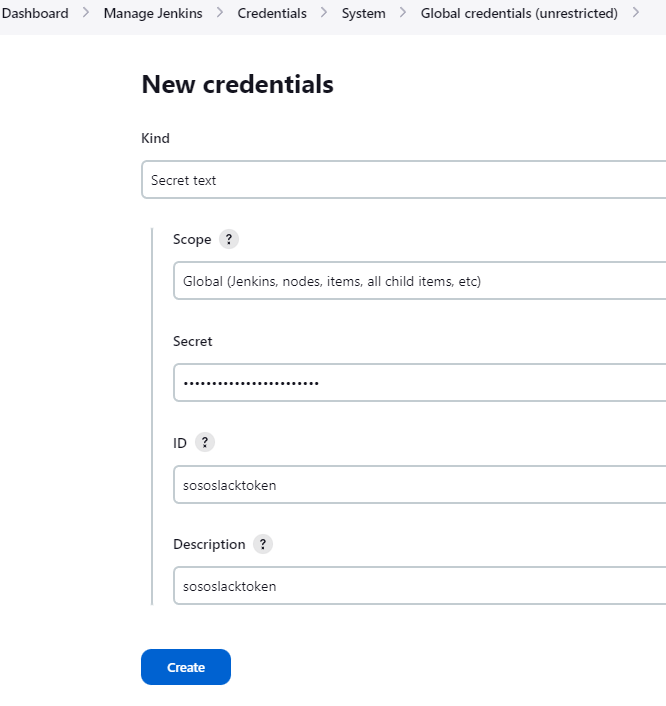 Dashboard > Manage Jenkins > Credentials > System > Global credentials (unrestricted) >
New credentials
Kind
Secret text
Scope ?
Global (Jenkins, nodes, items, all child items, etc)
Secret
••••••••••••••••••••••••
ID ?
sososlacktoken
Description ?
sososlacktoken
Create